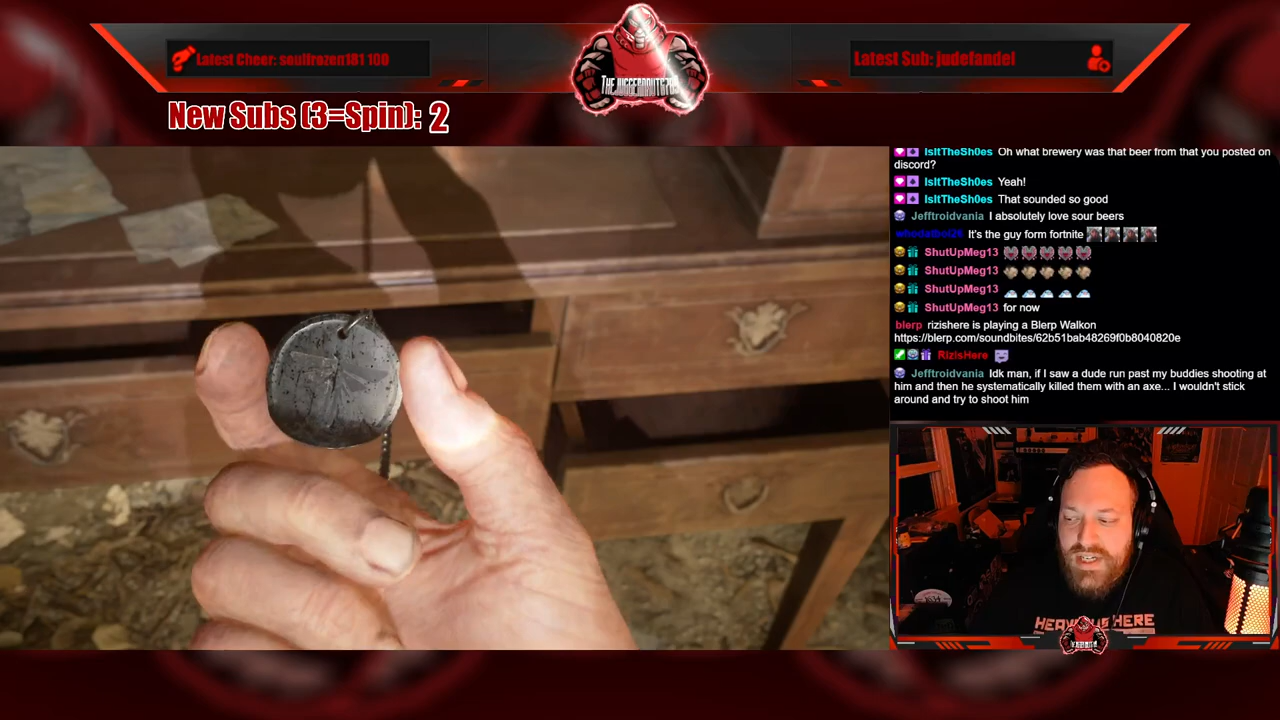 Latest Cheer: soulfrozen181 100
Latest Sub: judefandel
New Subs (3=Spin): 2
IsItTheSh0es Oh what brewery was that beer from that you posted on
discord?
IsItTheSh0es Yeah!
IsItTheSh0es That sounded so good
Jefftroidvania I absolutely love sour beers
whodatboi26 It's the guy form fortnite
ShutUpMeg13
ShutUpMeg13
ShutUpMeg13
ShutUpMeg13 for now
blerp rizishere is playing a Blerp Walkon
https://blerp.com/soundbites/62b51bab48269f0b8040820e
RizIsHere
Jefftroidvania Idk man, if I saw a dude run past my buddies shooting at
him and then he systematically killed them with an axe... I wouldn't stick
around and try to shoot him